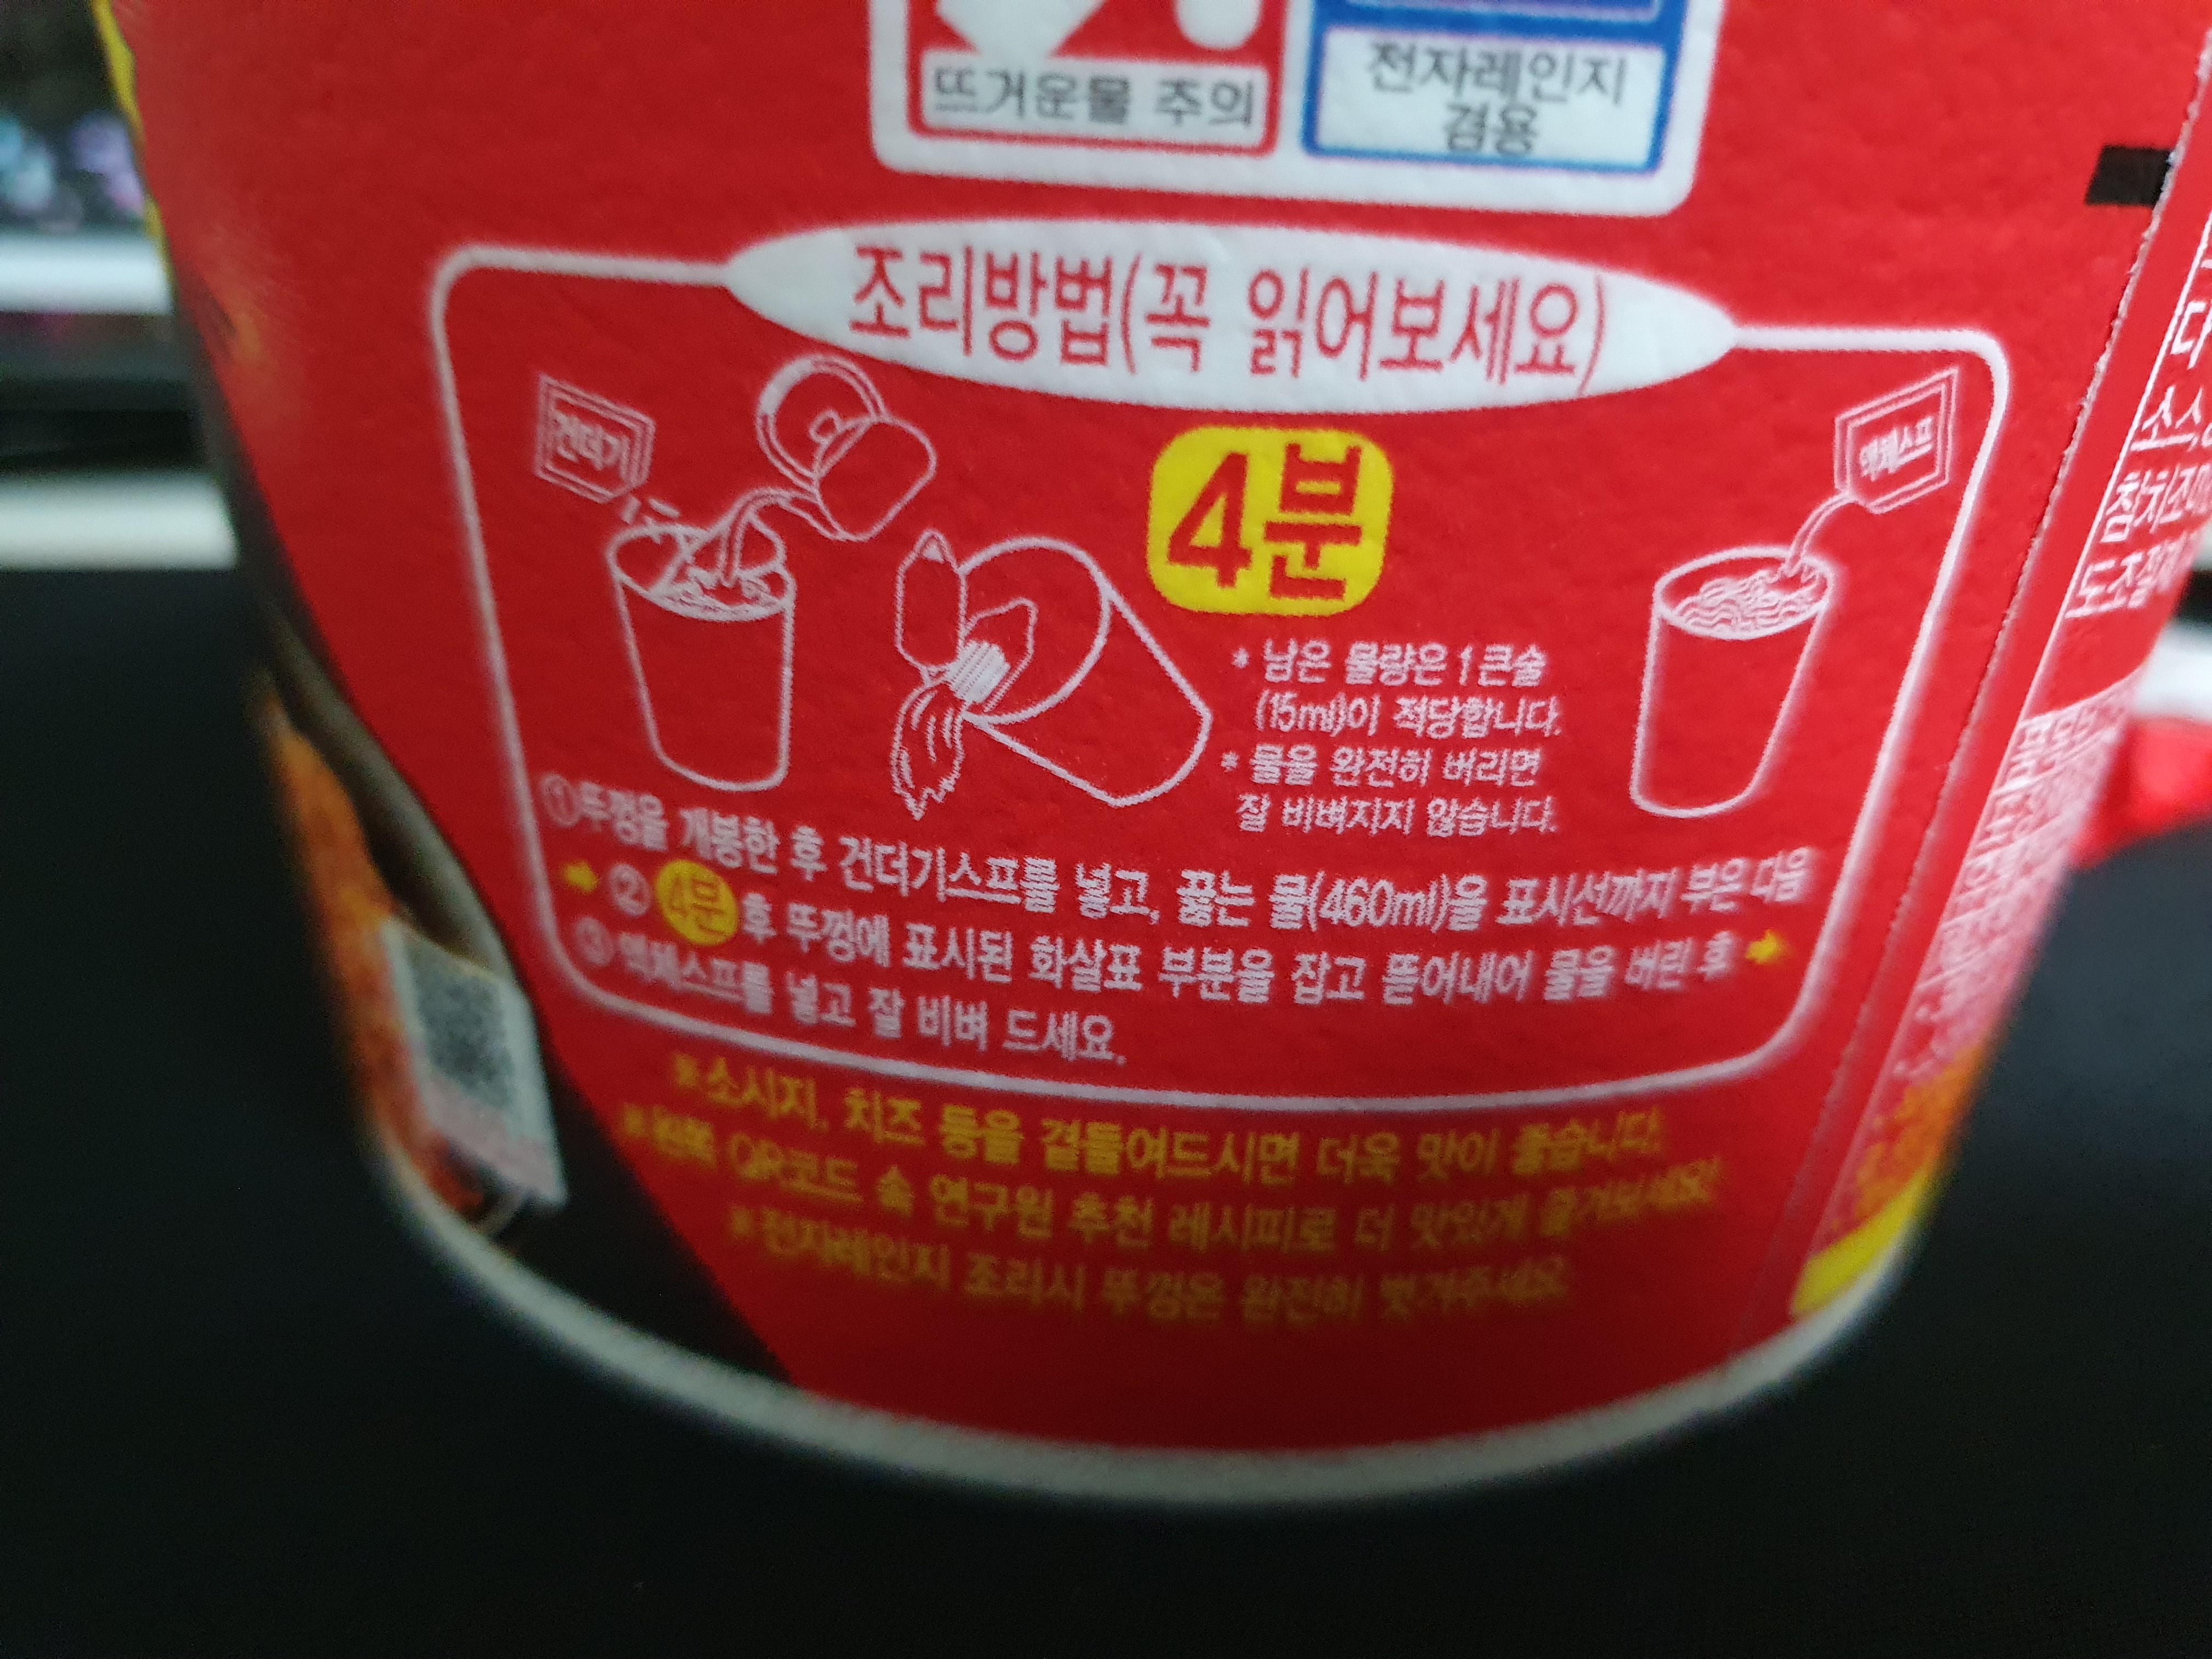 뜨거운물 주의
전자레인지
겸용
조리방법(꼭 읽어보세요)
건더기
액체스프
4분
* 남은 물량은 1큰술
(15ml)이 적당합니다.
* 물을 완전히 버리면
잘 비벼지지 않습니다.
①뚜껑을 개봉한 후 건더기스프를 넣고, 끓는 물(460ml)을 표시선까지 부은 다음
② 4분 후 뚜껑에 표시된 화살표 부분을 잡고 뜯어내어 물을 버린 후
③ 액체스프를 넣고 잘 비벼 드세요.
※소시지, 치즈 등을 곁들여드시면 더욱 맛이 좋습니다.
※왼쪽 QR코드 속 연구원 추천 레시피로 더 맛있게 즐겨보세요!
※전자레인지 조리시 뚜껑은 완전히 벗겨주세요.